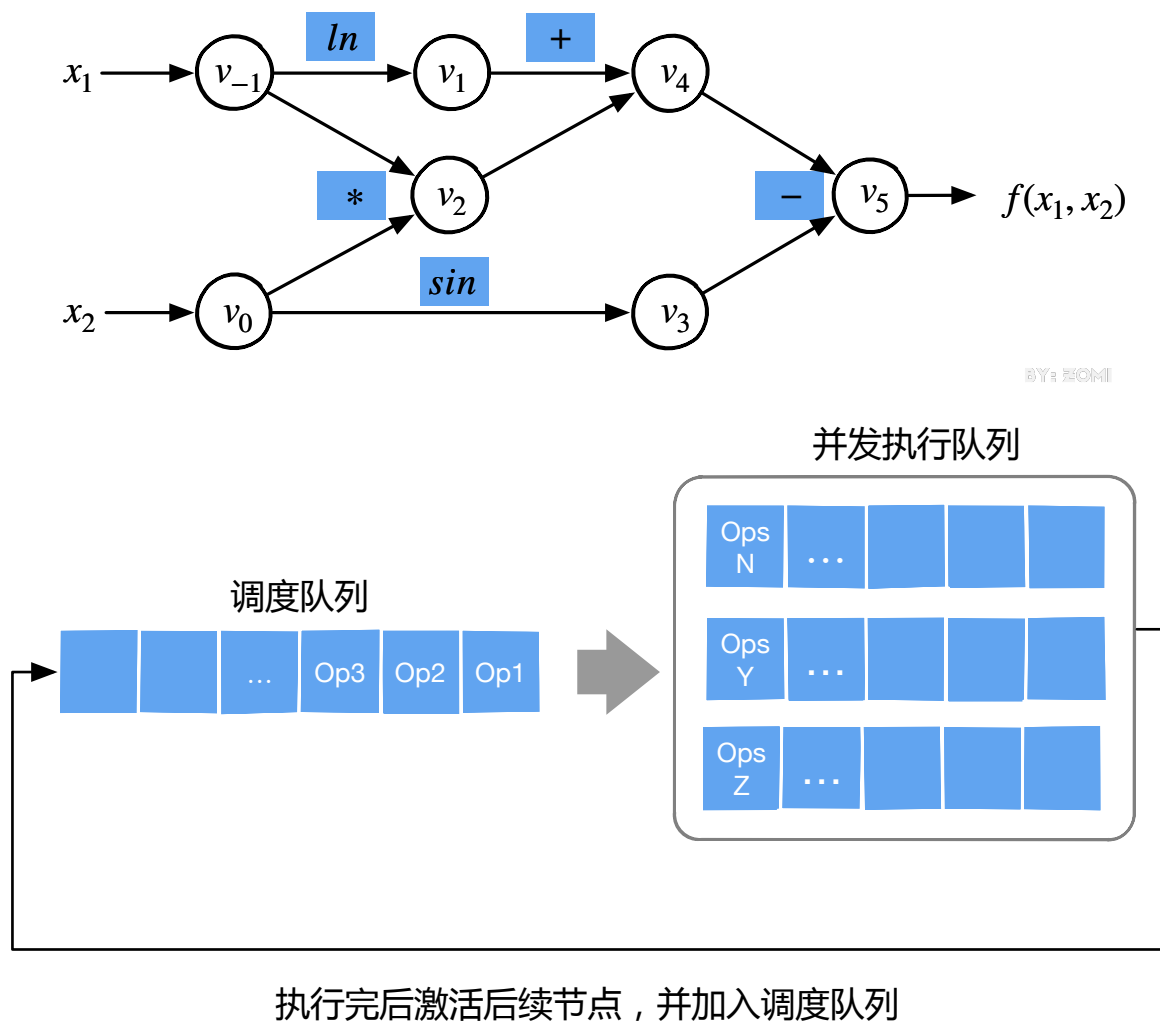 ln
+
x₁
v₋₁
v₁
v₄
*
v₂
−
v₅
f(x₁, x₂)
sin
x₂
v₀
v₃
BY: ZOMI
并发执行队列
Ops N
...
调度队列
...
Op3
Op2
Op1
Ops Y
...
Ops Z
...
执行完后激活后续节点，并加入调度队列